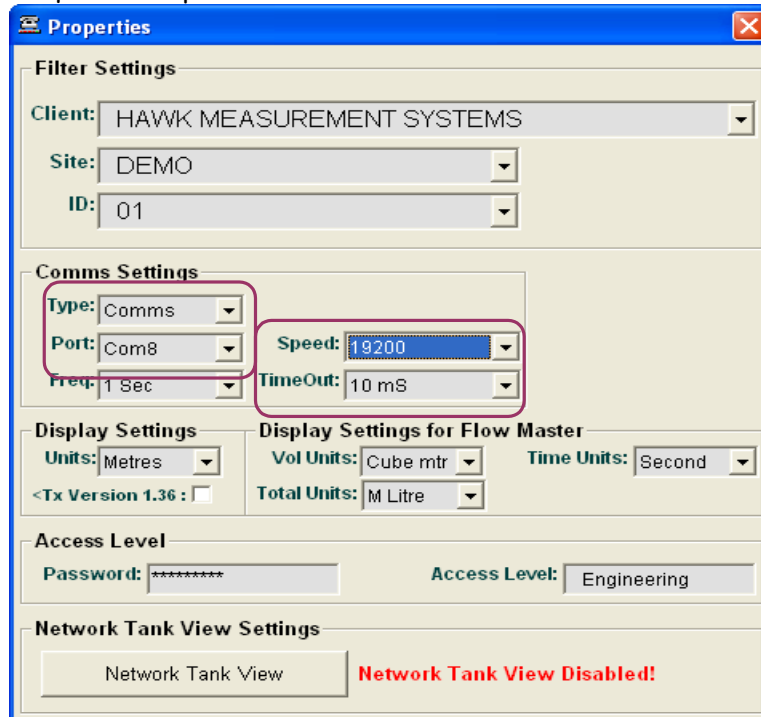 Properties
Filter Settings
Client: HAWK MEASUREMENT SYSTEMS
Site: DEMO
ID: 01
Comms Settings
Type: Comms
Port: Com8 Speed: 19200
Freq: 1 Sec TimeOut: 10 mS
Display Settings Display Settings for Flow Master
Units: Metres Vol Units: Cube mtr Time Units: Second
<Tx Version 1.36 : Total Units: M Litre
Access Level
Password: ********* Access Level: Engineering
Network Tank View Settings
Network Tank View Network Tank View Disabled!